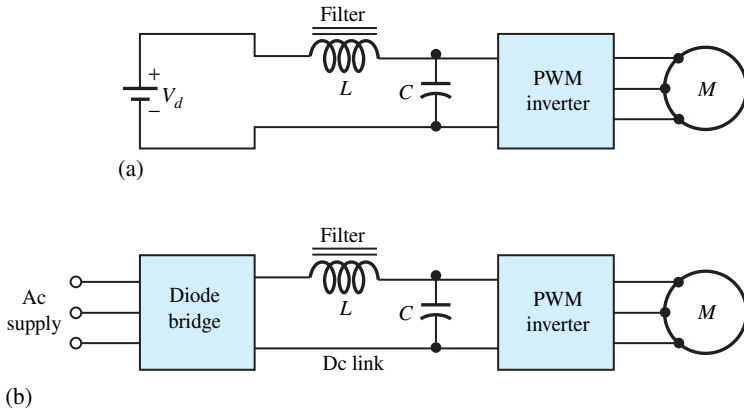 Filter
+
V_d
−
L
C
PWM
inverter
M
(a)
Filter
Ac
supply
Diode
bridge
L
C
PWM
inverter
M
Dc link
(b)